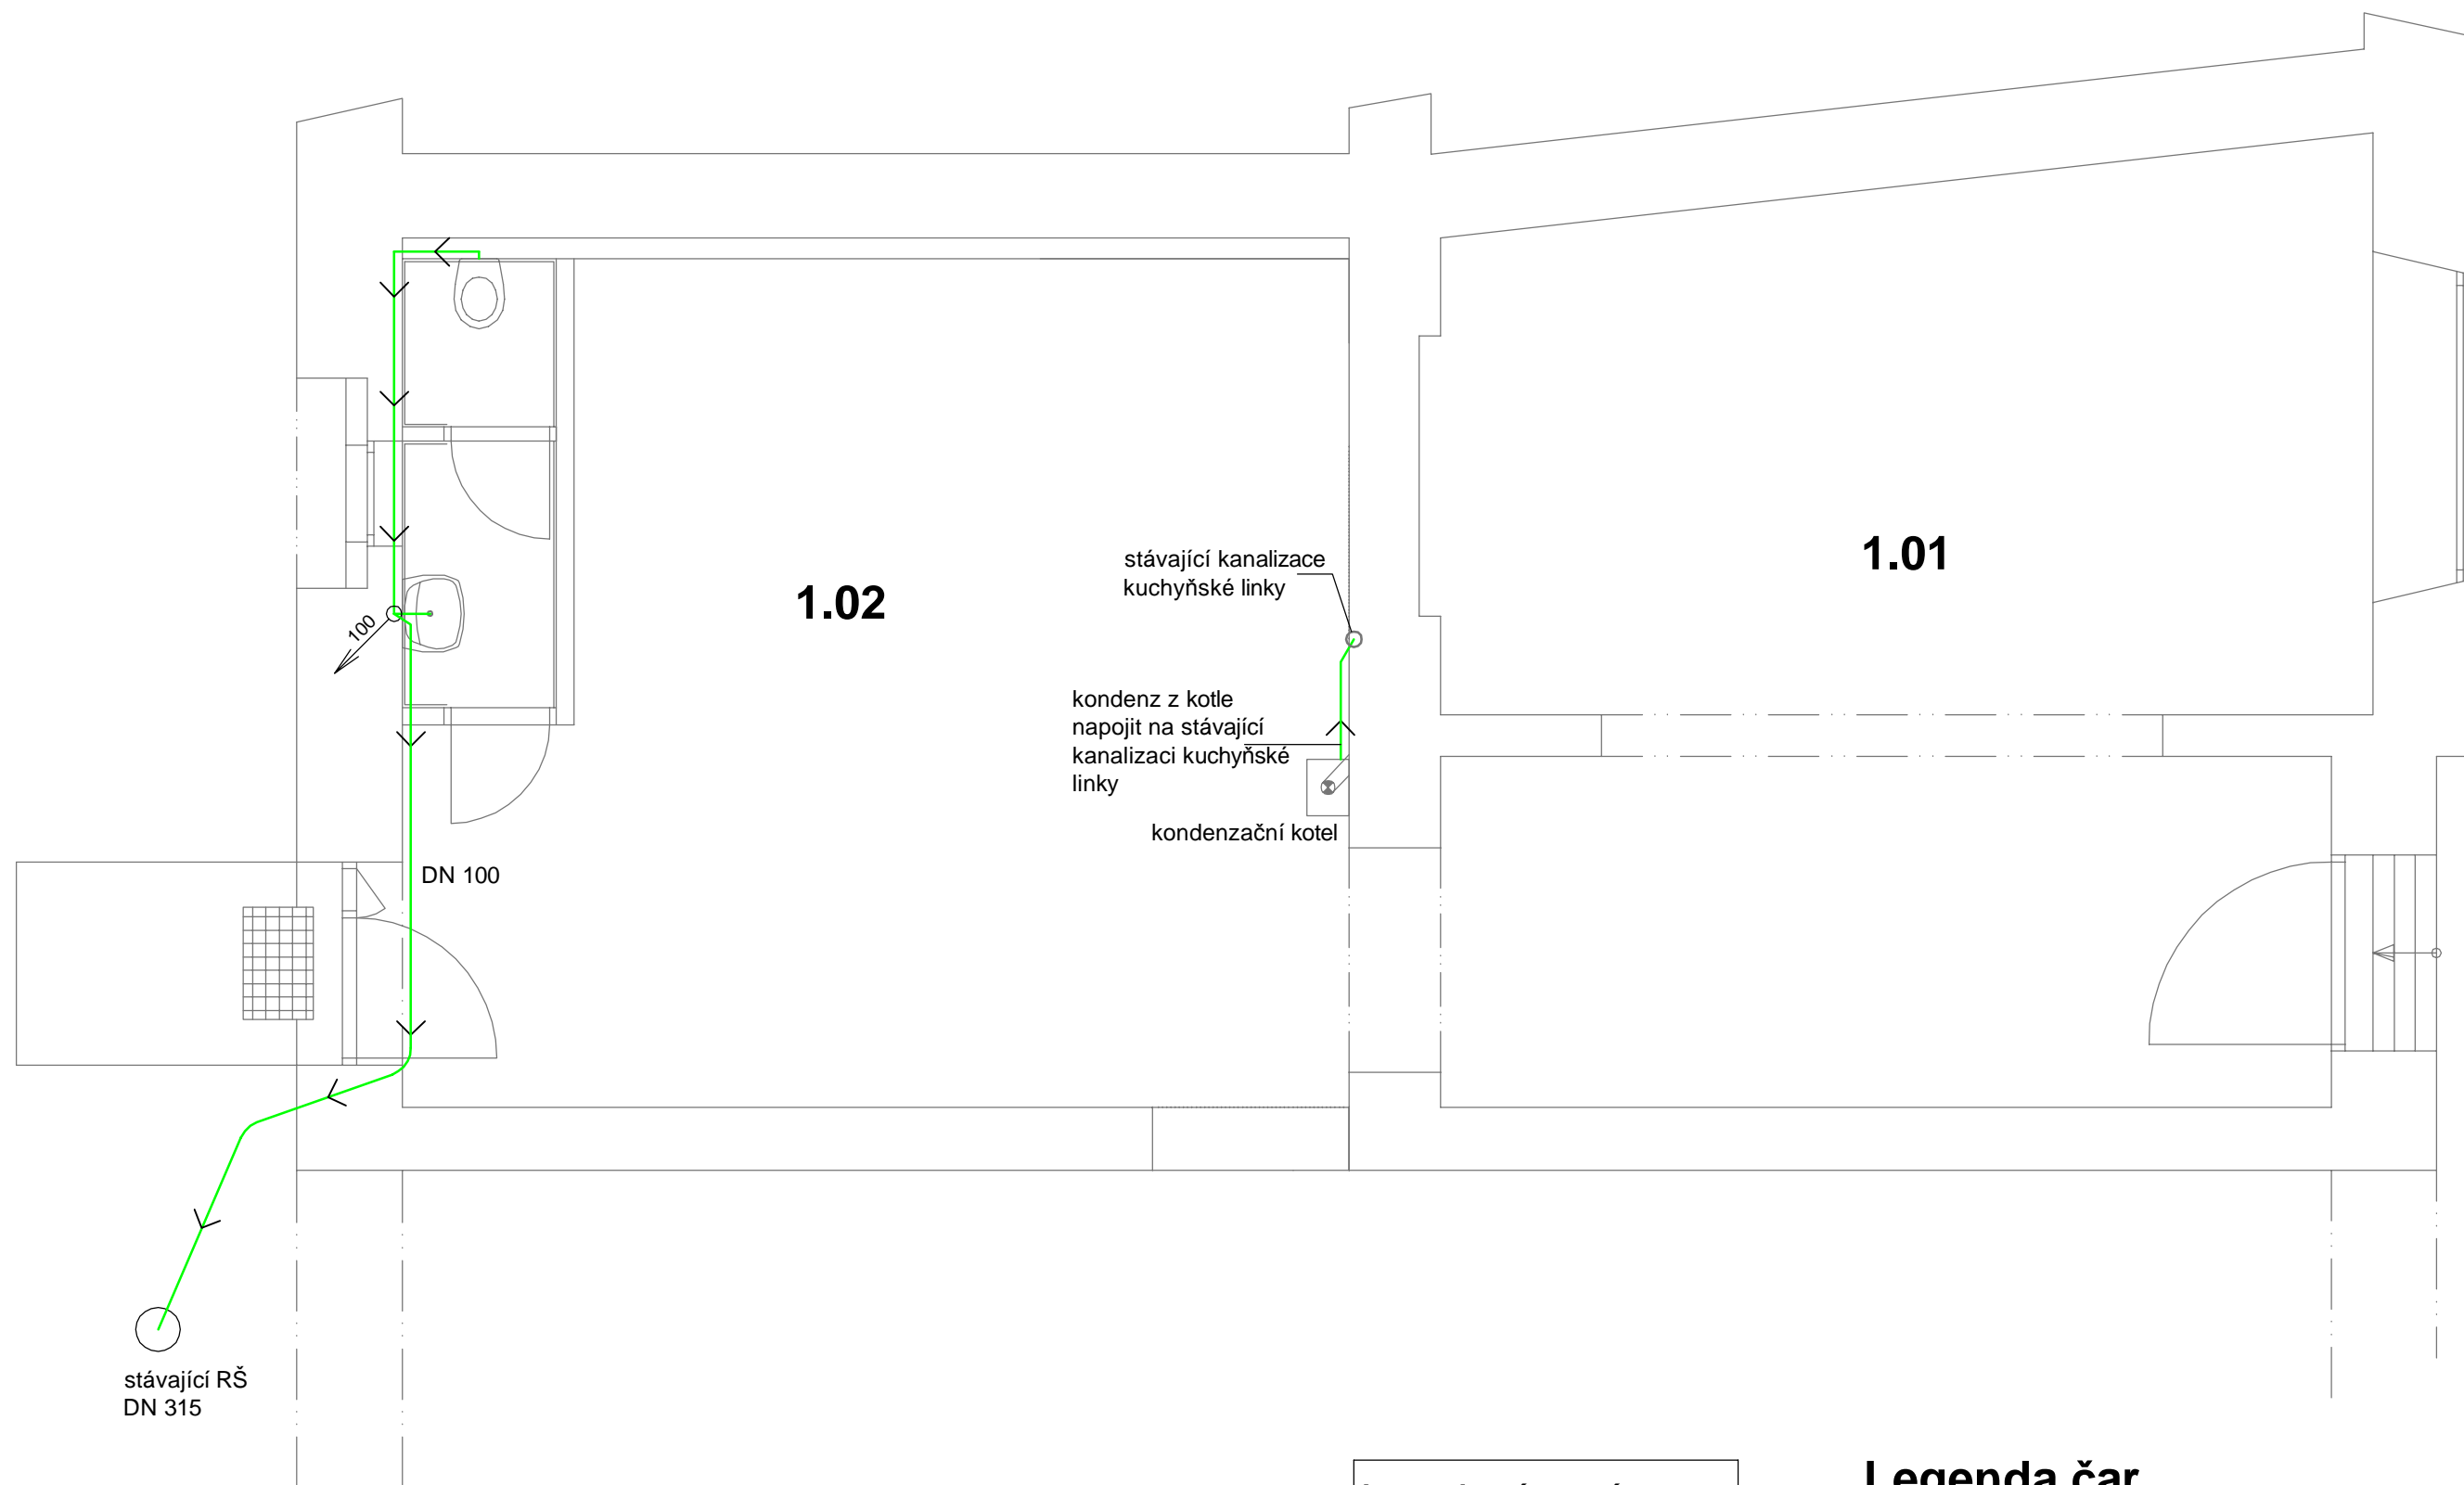 1.01
stávající kanalizace
kuchyňské linky
1.02
100
kondenz z kotle
napojit na stávající
kanalizaci kuchyňské
linky
kondenzační kotel
DN 100
stávající RŠ
DN 315
Legenda čar